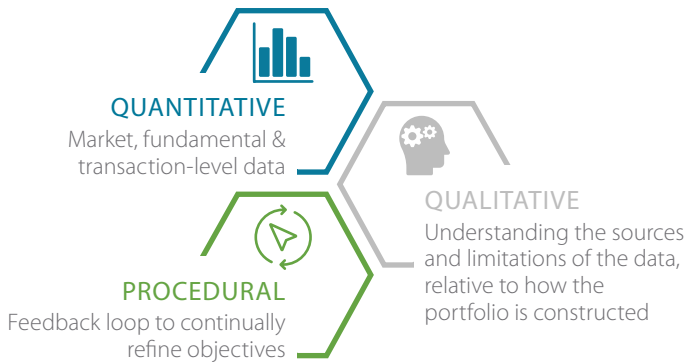 QUANTITATIVE
Market, fundamental &
transaction-level data
QUALITATIVE
Understanding the sources
and limitations of the data,
relative to how the
portfolio is constructed
PROCEDURAL
Feedback loop to continually
refine objectives